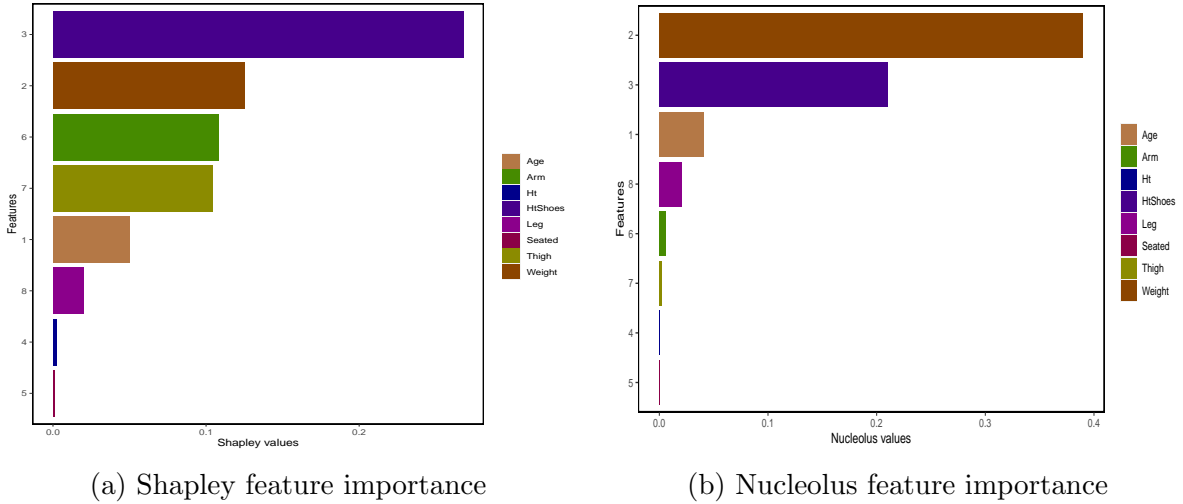 3
2
6
7
1
8
4
5
Features
0.0
0.1
0.2
Shapley values
Age
Arm
Ht
HtShoes
Leg
Seated
Thigh
Weight
(a) Shapley feature importance
2
3
1
8
6
7
4
5
Features
0.0
0.1
0.2
0.3
0.4
Nucleolus values
Age
Arm
Ht
HtShoes
Leg
Seated
Thigh
Weight
(b) Nucleolus feature importance